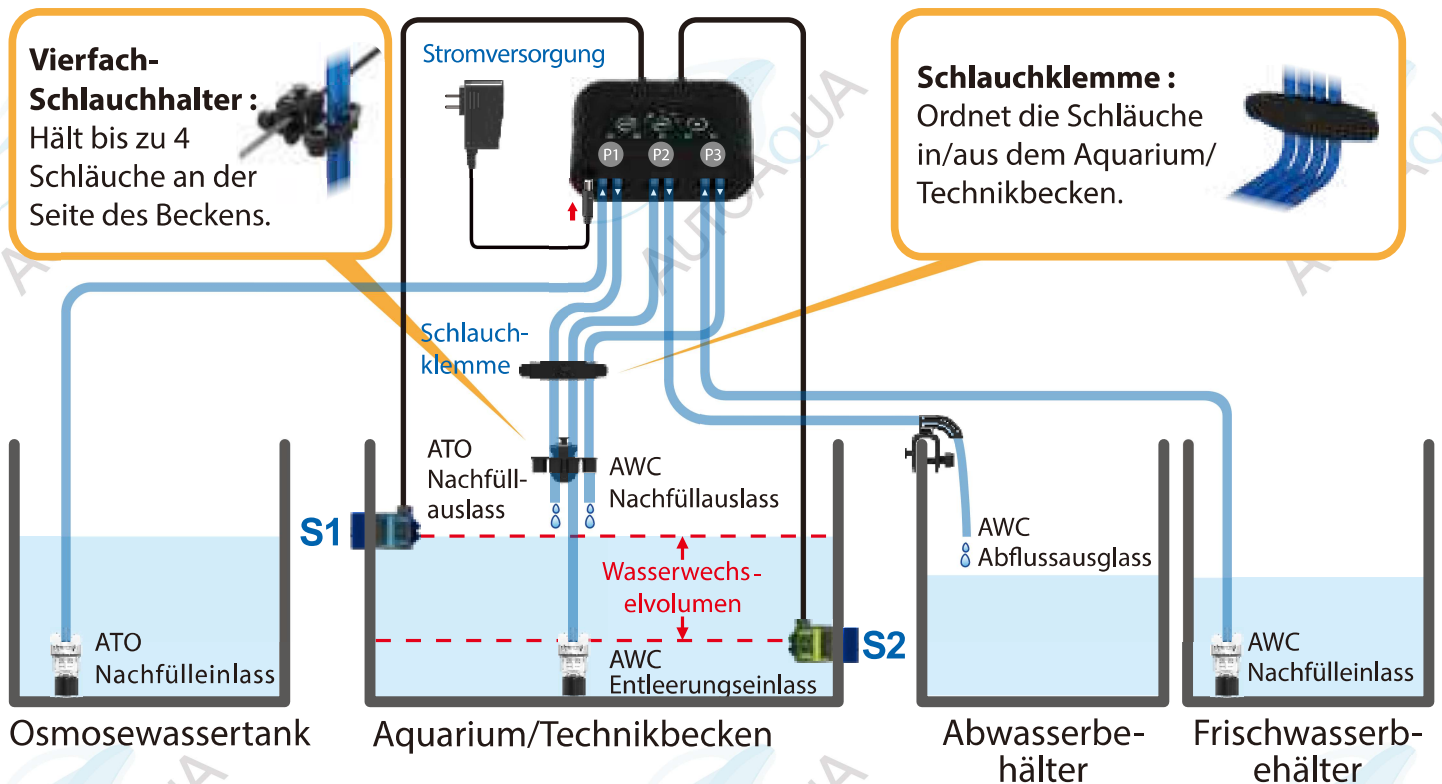 Vierfach-
Schlauchhalter :
Hält bis zu 4
Schläuche an der
Seite des Beckens.
Stromversorgung
P1
P2
P3
Schlauchklemme :
Ordnet die Schläuche
in/aus dem Aquarium/
Technikbecken.
Schlauch-
klemme
ATO
Nachfüll-
auslass
AWC
Nachfüllauslass
S1
Wasserwechs-
elvolumen
S2
AWC
Abflussausglass
ATO
Nachfülleinlass
AWC
Entleerungseinlass
AWC
Nachfülleinlass
Osmosewassertank
Aquarium/Technikbecken
Abwasserbe-
hälter
Frischwasserb-
ehälter
AUTOAQUA